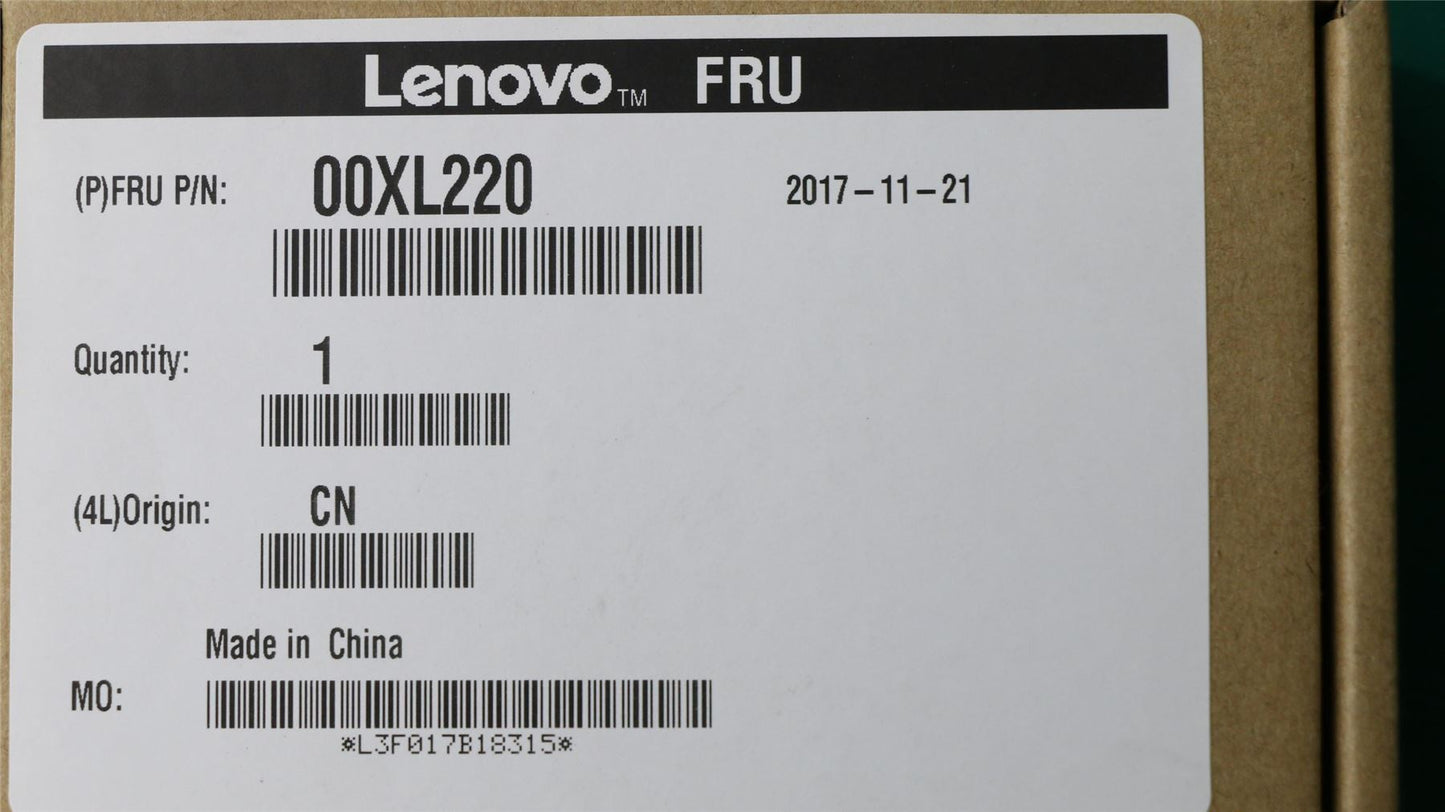 Lenovo™ FRU
(P)FRU P/N: 00XL220 2017-11-21
Quantity: 1
(4L)Origin: CN
Made in China
MO:
*L3F017B18315*